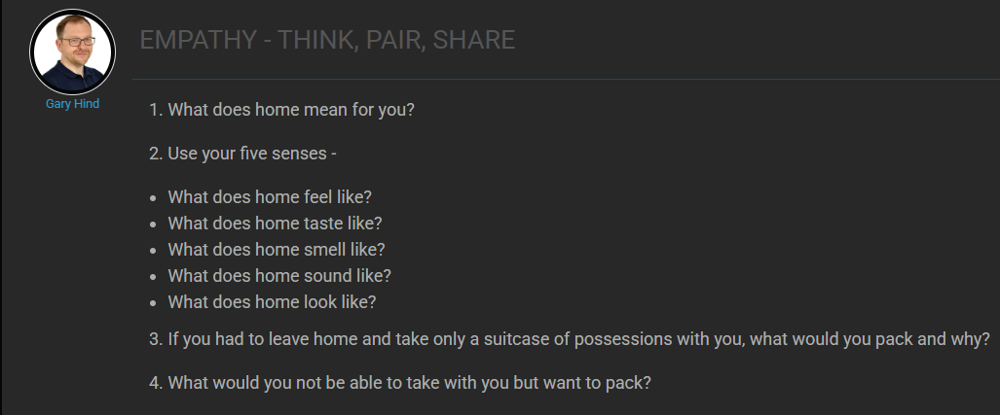 EMPATHY - THINK, PAIR, SHARE
Gary Hind
1. What does home mean for you?
2. Use your five senses -
• What does home feel like?
• What does home taste like?
• What does home smell like?
• What does home sound like?
• What does home look like?
3. If you had to leave home and take only a suitcase of possessions with you, what would you pack and why?
4. What would you not be able to take with you but want to pack?